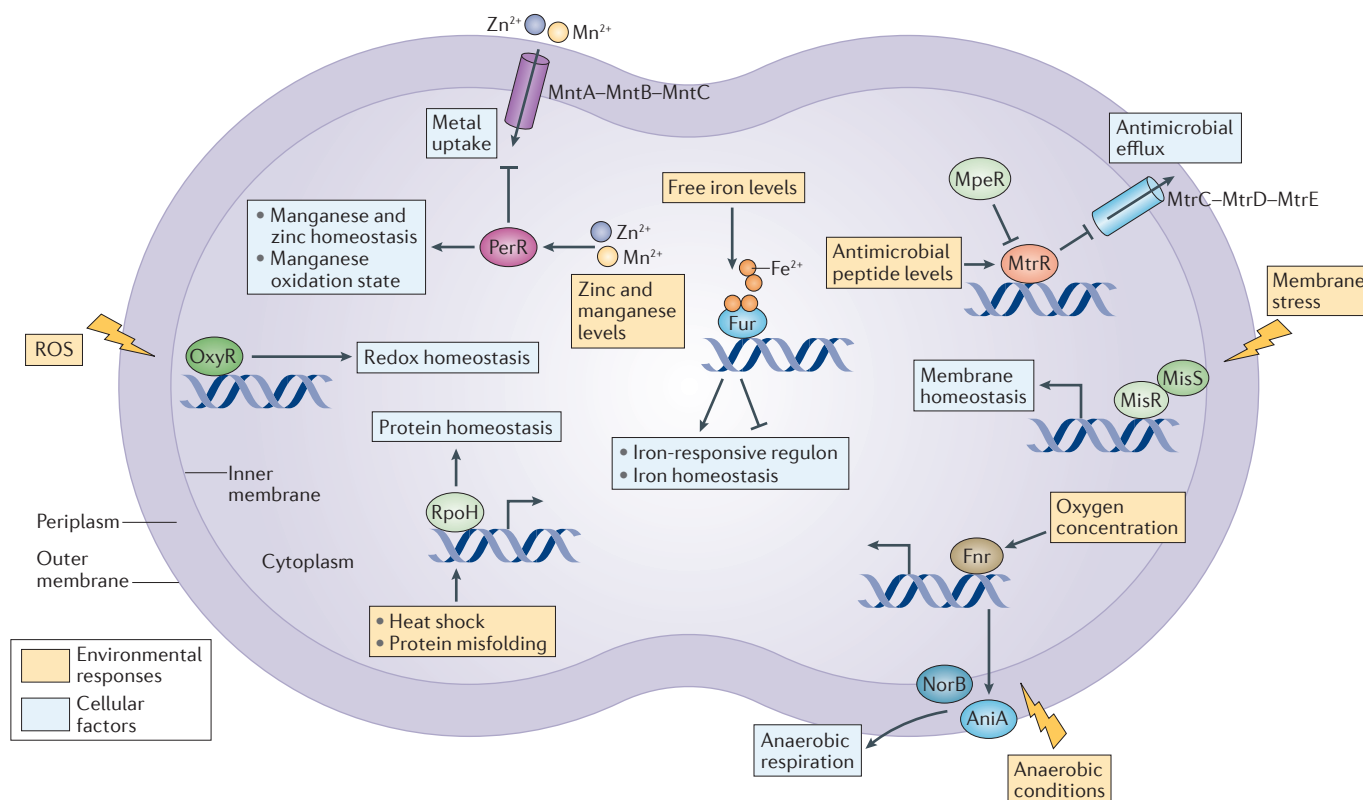 Zn²⁺
Mn²⁺
MntA–MntB–MntC
Metal
uptake
Antimicrobial
efflux
MpeR
Free iron levels
MtrC–MtrD–MtrE
• Manganese and
zinc homeostasis
• Manganese
oxidation state
PerR
Zn²⁺
Mn²⁺
Antimicrobial
peptide levels
MtrR
Fe²⁺
Zinc and
manganese
levels
Membrane
stress
Fur
ROS
OxyR
Redox homeostasis
Membrane
homeostasis
MisS
MisR
Protein homeostasis
• Iron-responsive regulon
• Iron homeostasis
Inner
membrane
RpoH
Oxygen
concentration
Periplasm
Outer
membrane
Cytoplasm
Fnr
• Heat shock
• Protein misfolding
Environmental
responses
Cellular
factors
NorB
AniA
Anaerobic
respiration
Anaerobic
conditions